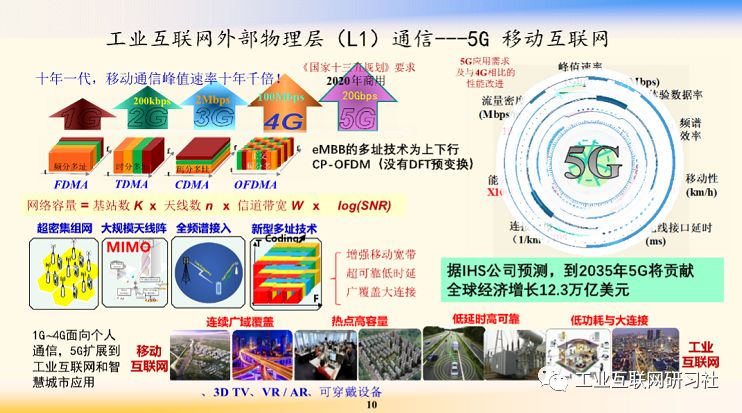 工业互联网外部物理层（L1）通信---5G 移动互联网
十年一代，移动通信峰值速率十年千倍！
《国家十三五规划》要求
2020年商用
1G
200kbps
2G
2Mbps
3G
100Mbps
4G
20Gbps
5G
频分多址
时分多址
码分多址
FDMA
TDMA
CDMA
OFDMA
eMBB的多址技术为上下行
CP-OFDM（没有DFT预变换）
5G应用需求
及与4G相比的
性能改进
峰值速率
(Mbps)
体验数据率
流量密度
(Mbps
频谱
效率
5G
移动性
(km/h)
能
X1
连接
(1/km
无线接口延时
(ms)
网络容量 = 基站数 K x 天线数 n x 信道带宽 W x log(SNR)
超密集组网
大规模天线阵
全频谱接入
新型多址技术
MIMO
T
Coding
F
增强移动宽带
超可靠低时延
广覆盖大连接
据IHS公司预测，到2035年5G将贡献
全球经济增长12.3万亿美元
连续广域覆盖
热点高容量
低延时高可靠
低功耗与大连接
1G~4G面向个人
通信，5G扩展到
工业互联网和智
慧城市应用
移动
互联网
工业
互联网
、3D TV、VR / AR、可穿戴设备
工业互联网研习社
10